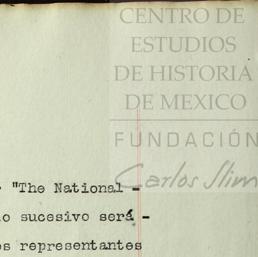 CENTRO DE
ESTUDIOS
DE HISTORIA
DE MEXICO
FUNDACIÓN
Carlos Slim
"The National -
sucesivo será -
representantes